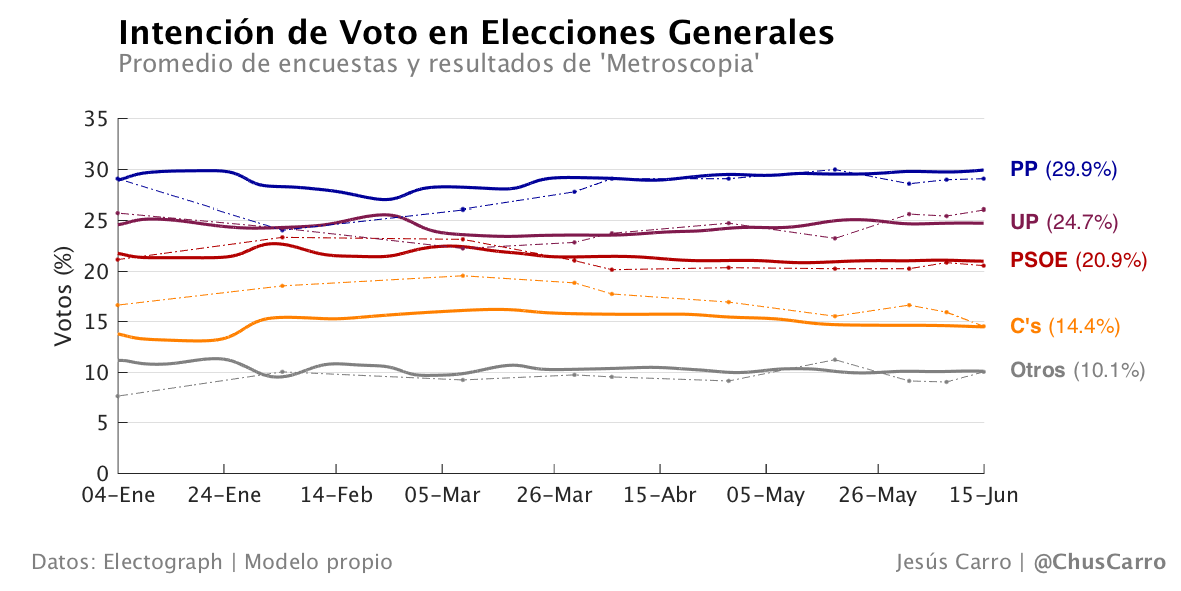 Intención de Voto en Elecciones Generales
Promedio de encuestas y resultados de 'Metroscopia'
Votos (%)
35
30
25
20
15
10
5
0
04-Ene 24-Ene 14-Feb 05-Mar 26-Mar 15-Abr 05-May 26-May 15-Jun
PP (29.9%)
UP (24.7%)
PSOE (20.9%)
C's (14.4%)
Otros (10.1%)
Datos: Electograph | Modelo propio
Jesús Carro | @ChusCarro